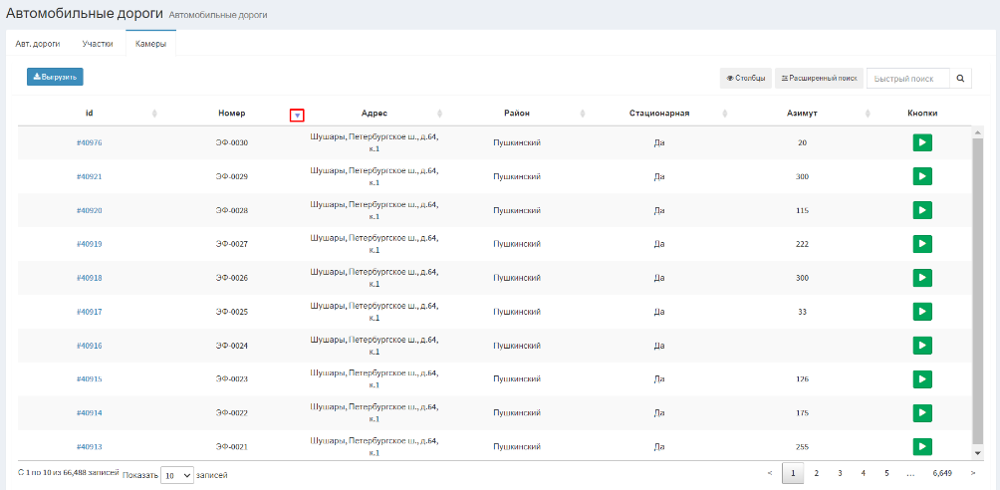 Автомобильные дороги Автомобильные дороги
Авт. дороги Участки Камеры
Выгрузить Столбцы Расширенный поиск Быстрый поиск
id Номер Адрес Район Стационарная Азимут Кнопки
#40976 ЭФ-0030 Шушары, Петербургское ш., д.64, к.1 Пушкинский Да 20
#40921 ЭФ-0029 Шушары, Петербургское ш., д.64, к.1 Пушкинский Да 300
#40920 ЭФ-0028 Шушары, Петербургское ш., д.64, к.1 Пушкинский Да 115
#40919 ЭФ-0027 Шушары, Петербургское ш., д.64, к.1 Пушкинский Да 222
#40918 ЭФ-0026 Шушары, Петербургское ш., д.64, к.1 Пушкинский Да 300
#40917 ЭФ-0025 Шушары, Петербургское ш., д.64, к.1 Пушкинский Да 33
#40916 ЭФ-0024 Шушары, Петербургское ш., д.64, к.1 Пушкинский Да
#40915 ЭФ-0023 Шушары, Петербургское ш., д.64, к.1 Пушкинский Да 126
#40914 ЭФ-0022 Шушары, Петербургское ш., д.64, к.1 Пушкинский Да 175
#40913 ЭФ-0021 Шушары, Петербургское ш., д.64, к.1 Пушкинский Да 255
С 1 по 10 из 66,488 записей Показать 10 записей < 1 2 3 4 5 ... 6,649 >